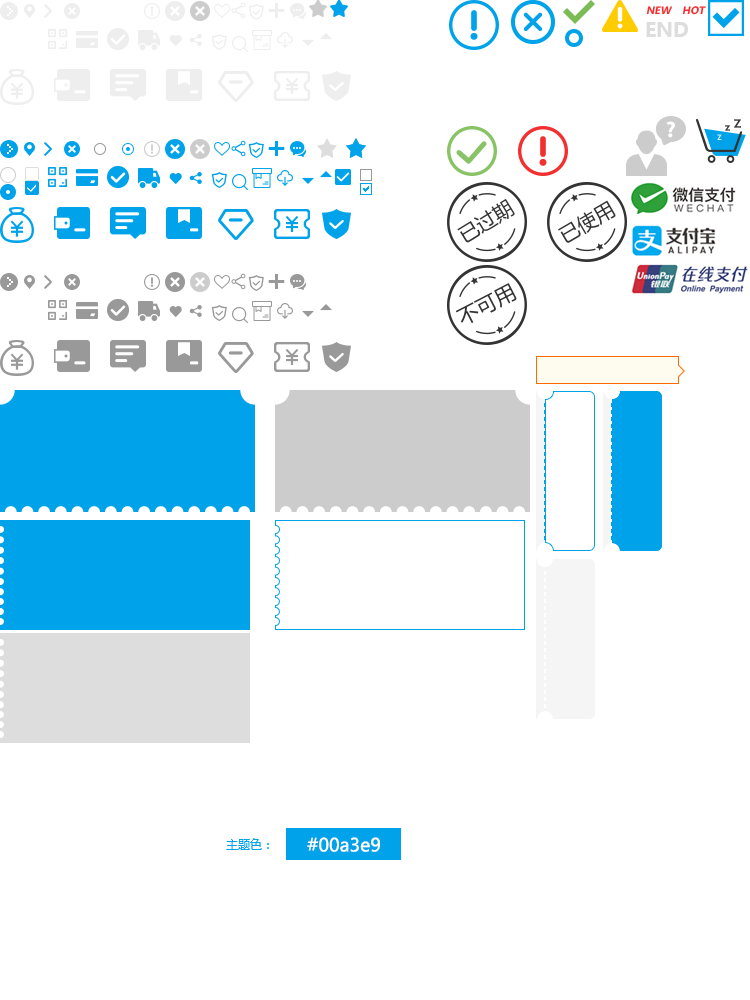 NEW HOT
END
z z Z
已过期
已使用
微信支付
WECHAT
支付宝
ALIPAY
不可用
UnionPay
银联
在线支付
Online Payment
主题色：
#00a3e9